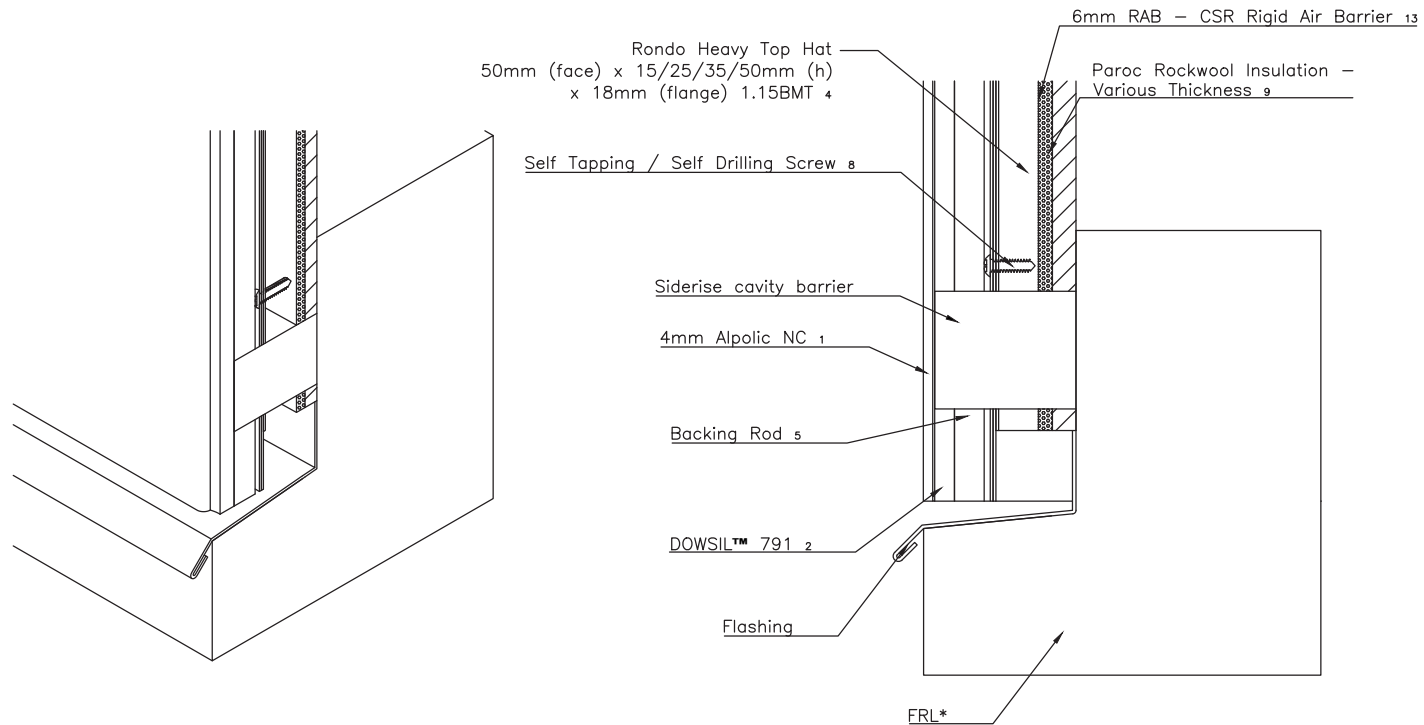 6mm RAB – CSR Rigid Air Barrier 13
Rondo Heavy Top Hat
50mm (face) x 15/25/35/50mm (h)
x 18mm (flange) 1.15BMT 4
Paroc Rockwool Insulation –
Various Thickness 9
Self Tapping / Self Drilling Screw 8
Siderise cavity barrier
4mm Alpolic NC 1
Backing Rod 5
DOWSIL™ 791 2
Flashing
FRL*